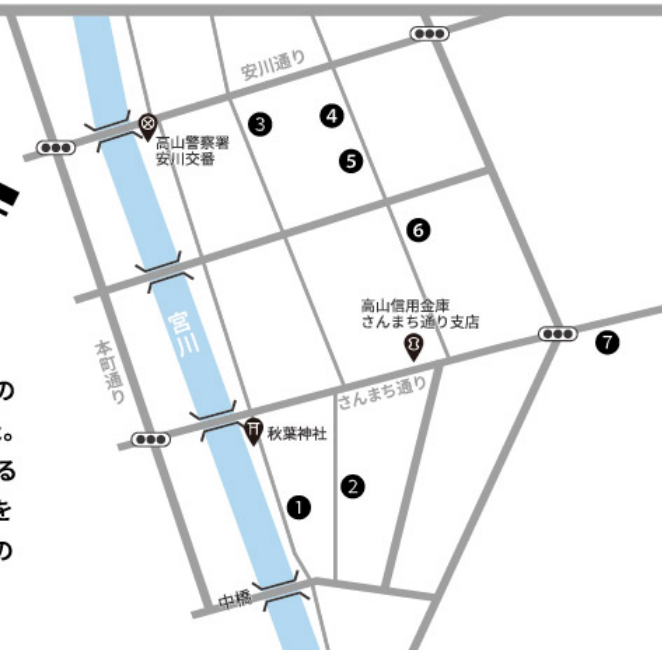 安川通り
高山警察署
安川交番
3
4
5
6
宮川
本町通り
高山信用金庫
さんまち通り支店
7
さんまち通り
秋葉神社
1
2
中橋
の
。
る
を
の